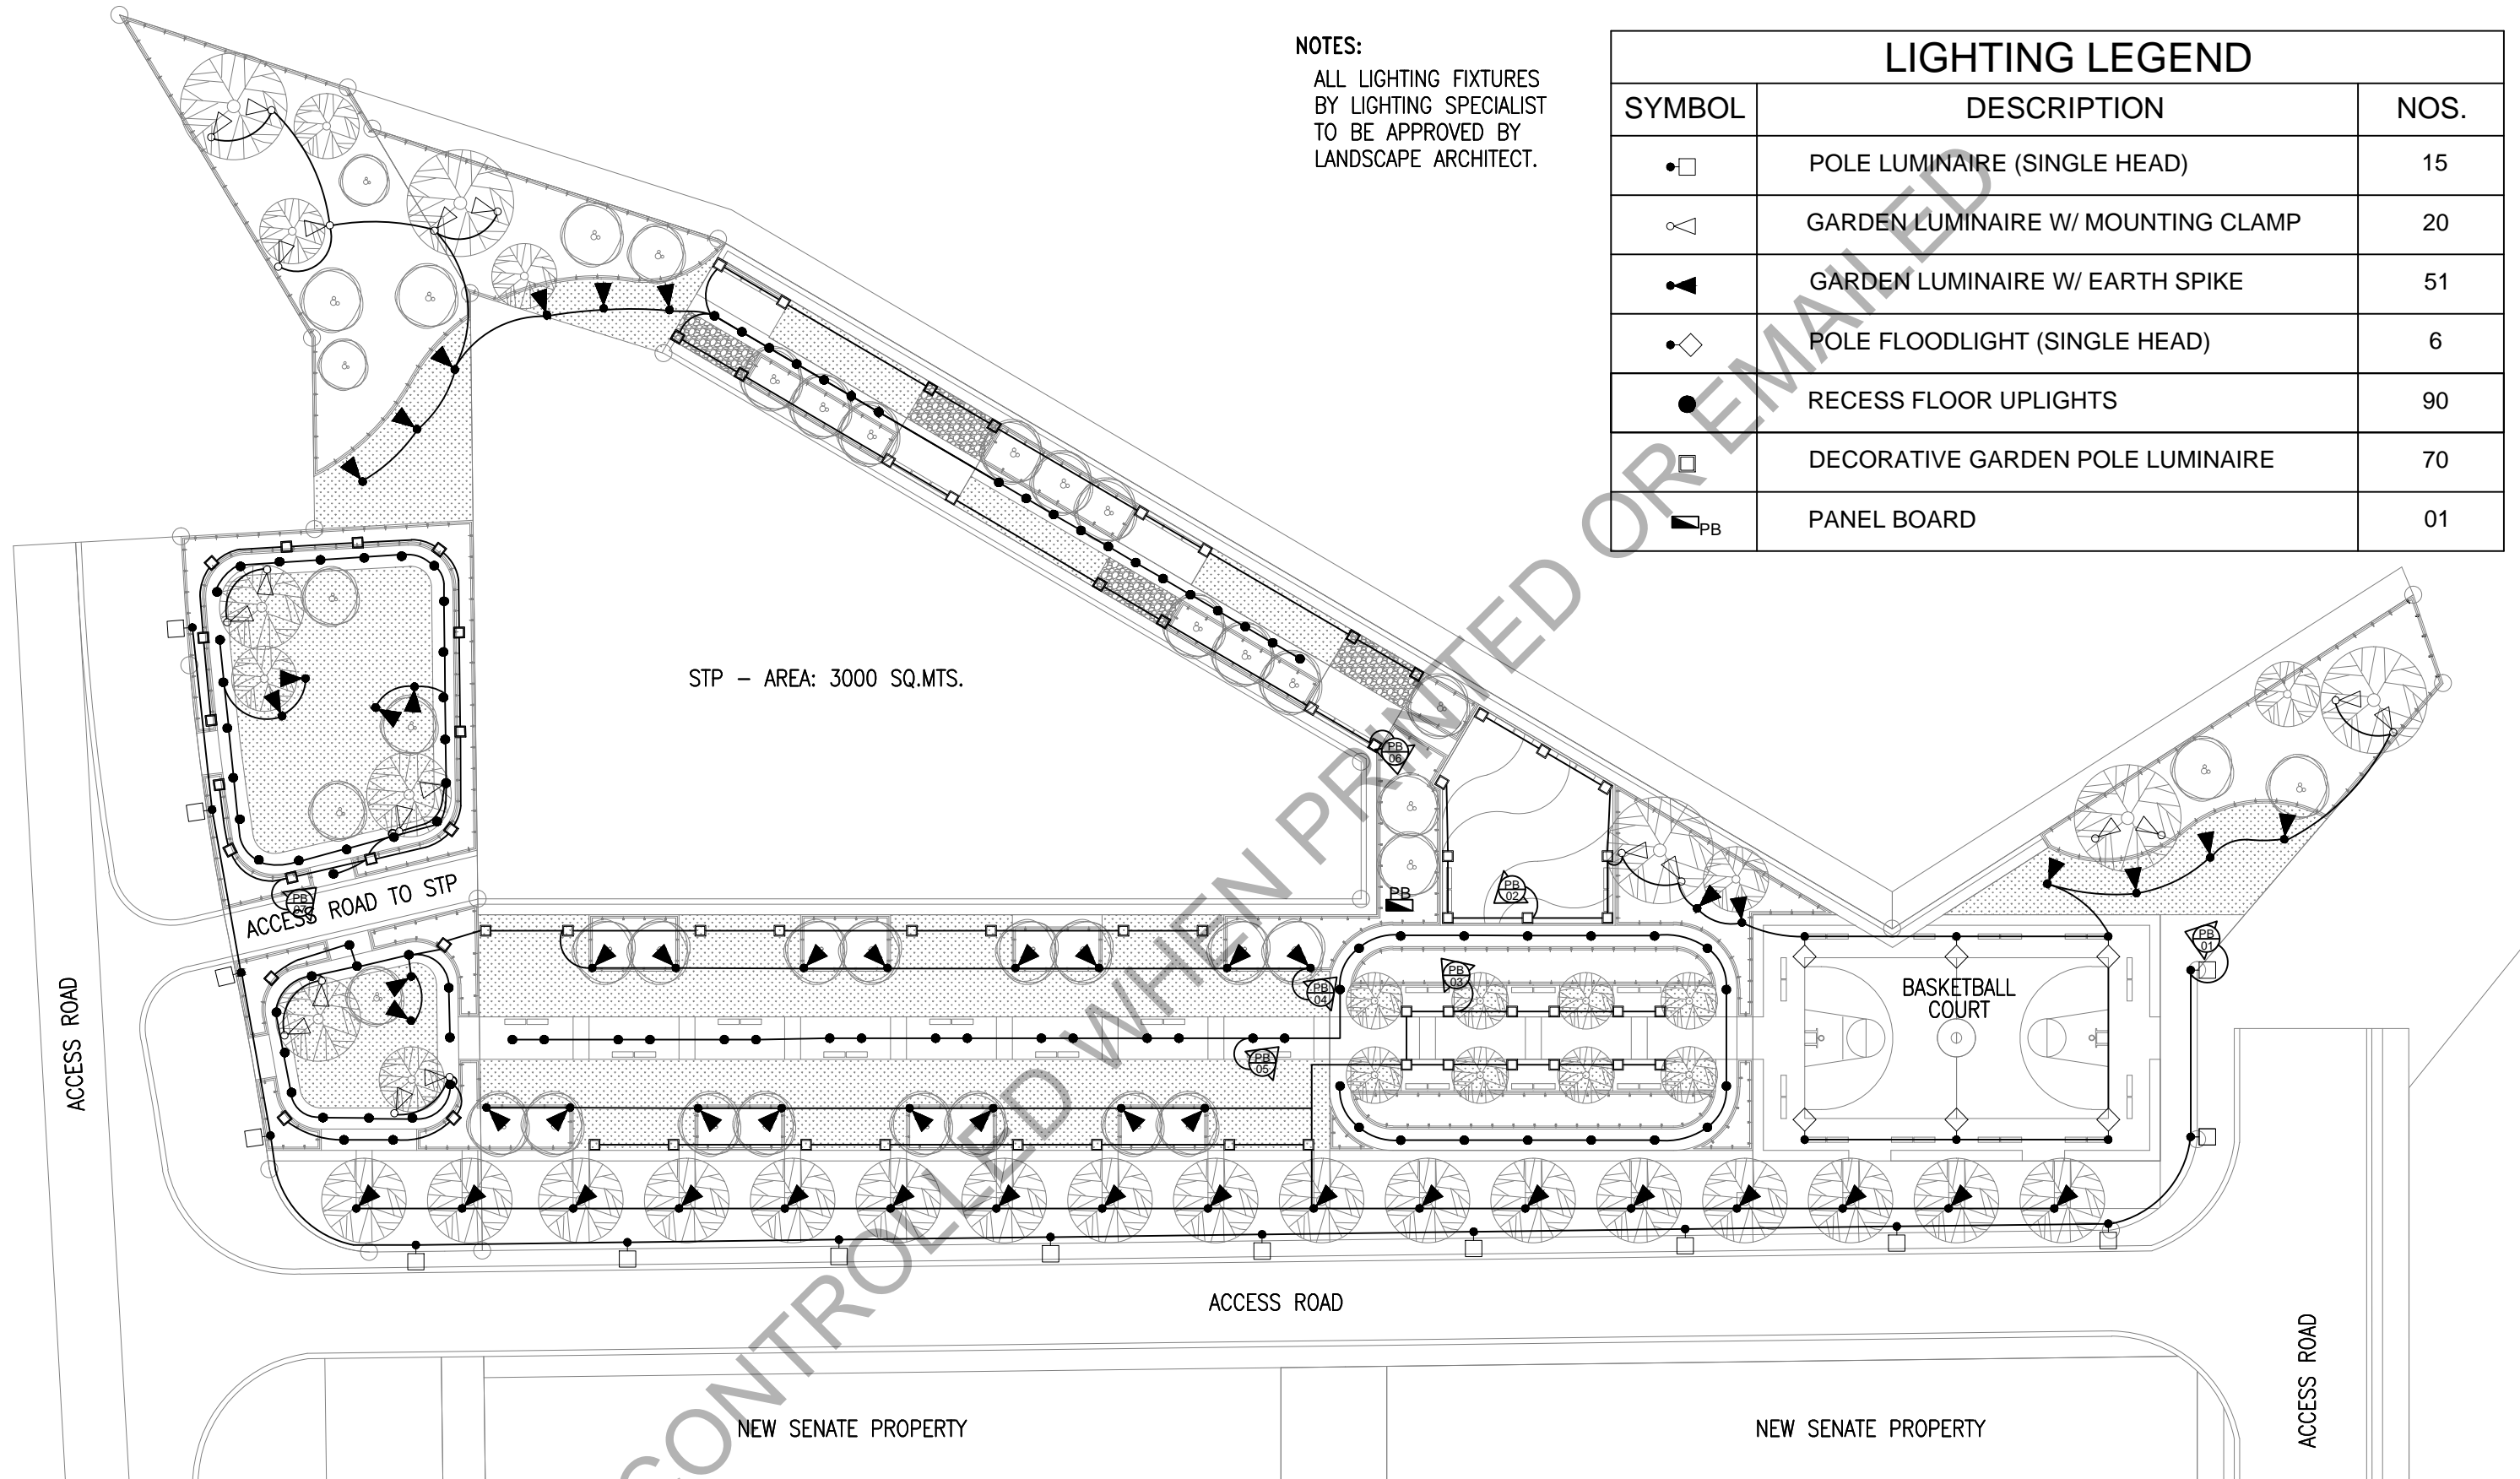 NOTES:
ALL LIGHTING FIXTURES
BY LIGHTING SPECIALIST
TO BE APPROVED BY
LANDSCAPE ARCHITECT.
LIGHTING LEGEND
SYMBOL DESCRIPTION NOS.
POLE LUMINAIRE (SINGLE HEAD) 15
GARDEN LUMINAIRE W/ MOUNTING CLAMP 20
GARDEN LUMINAIRE W/ EARTH SPIKE 51
POLE FLOODLIGHT (SINGLE HEAD) 6
RECESS FLOOR UPLIGHTS 90
DECORATIVE GARDEN POLE LUMINAIRE 70
PB PANEL BOARD 01
STP – AREA: 3000 SQ.MTS.
PB
06
PB
02
PB
PB
07
ACCESS ROAD TO STP
PB
01
PB
03
PB
04
PB
05
BASKETBALL
COURT
ACCESS ROAD
ACCESS ROAD
ACCESS ROAD
NEW SENATE PROPERTY
NEW SENATE PROPERTY
CONTROLLED WHEN PRINTED OR EMAILED